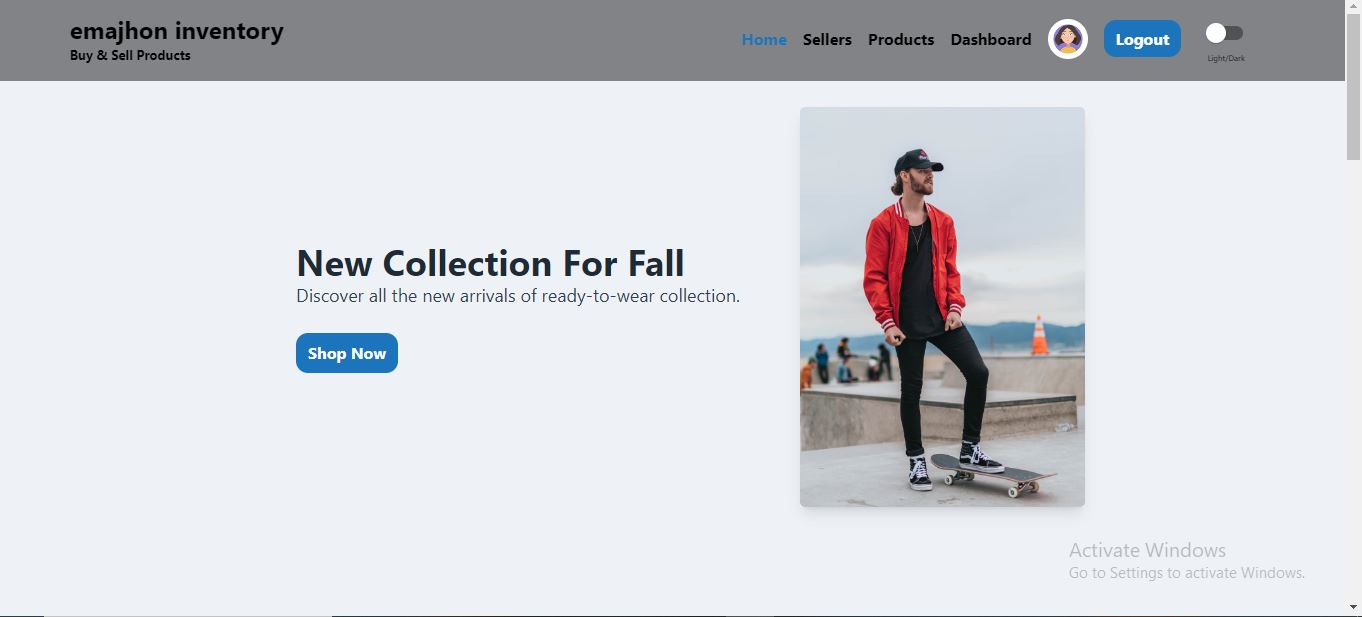 emajhon inventory
Buy & Sell Products
Home Sellers Products Dashboard Logout
Light/Dark
New Collection For Fall
Discover all the new arrivals of ready-to-wear collection.
Shop Now
Activate Windows
Go to Settings to activate Windows.